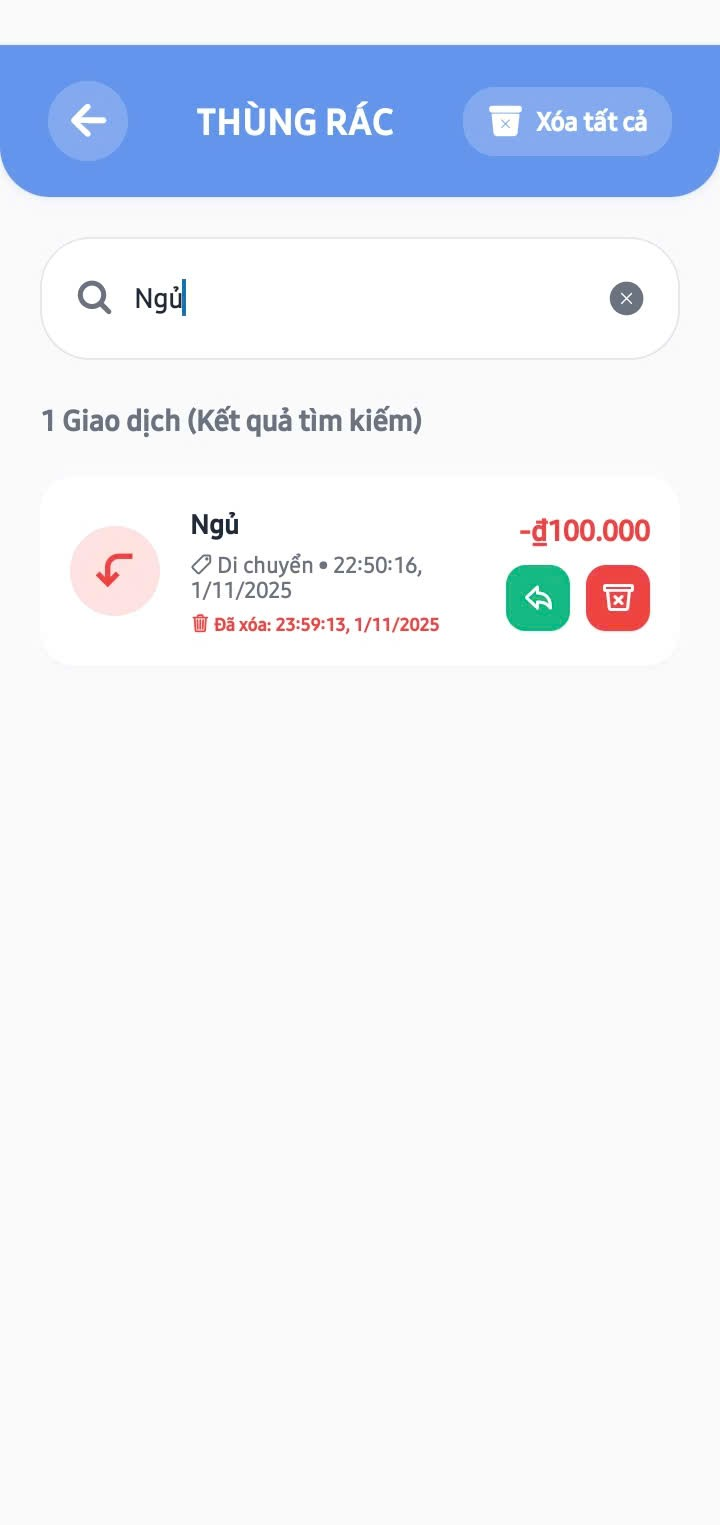 THÙNG RÁC
Xóa tất cả
Ngủ
1 Giao dịch (Kết quả tìm kiếm)
Ngủ
-₫100.000
Di chuyển • 22:50:16,
1/11/2025
Đã xóa: 23:59:13, 1/11/2025